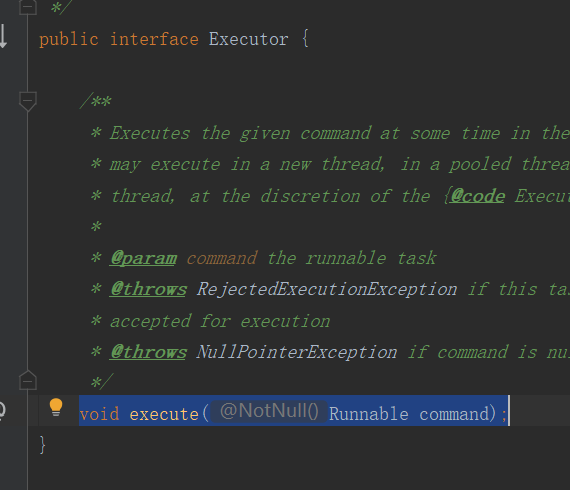 */
public interface Executor {
/**
* Executes the given command at some time in the
* may execute in a new thread, in a pooled threa
* thread, at the discretion of the {@code Execut
*
* @param command the runnable task
* @throws RejectedExecutionException if this tas
* accepted for execution
* @throws NullPointerException if command is nul
*/
void execute( @NotNull() Runnable command);
}